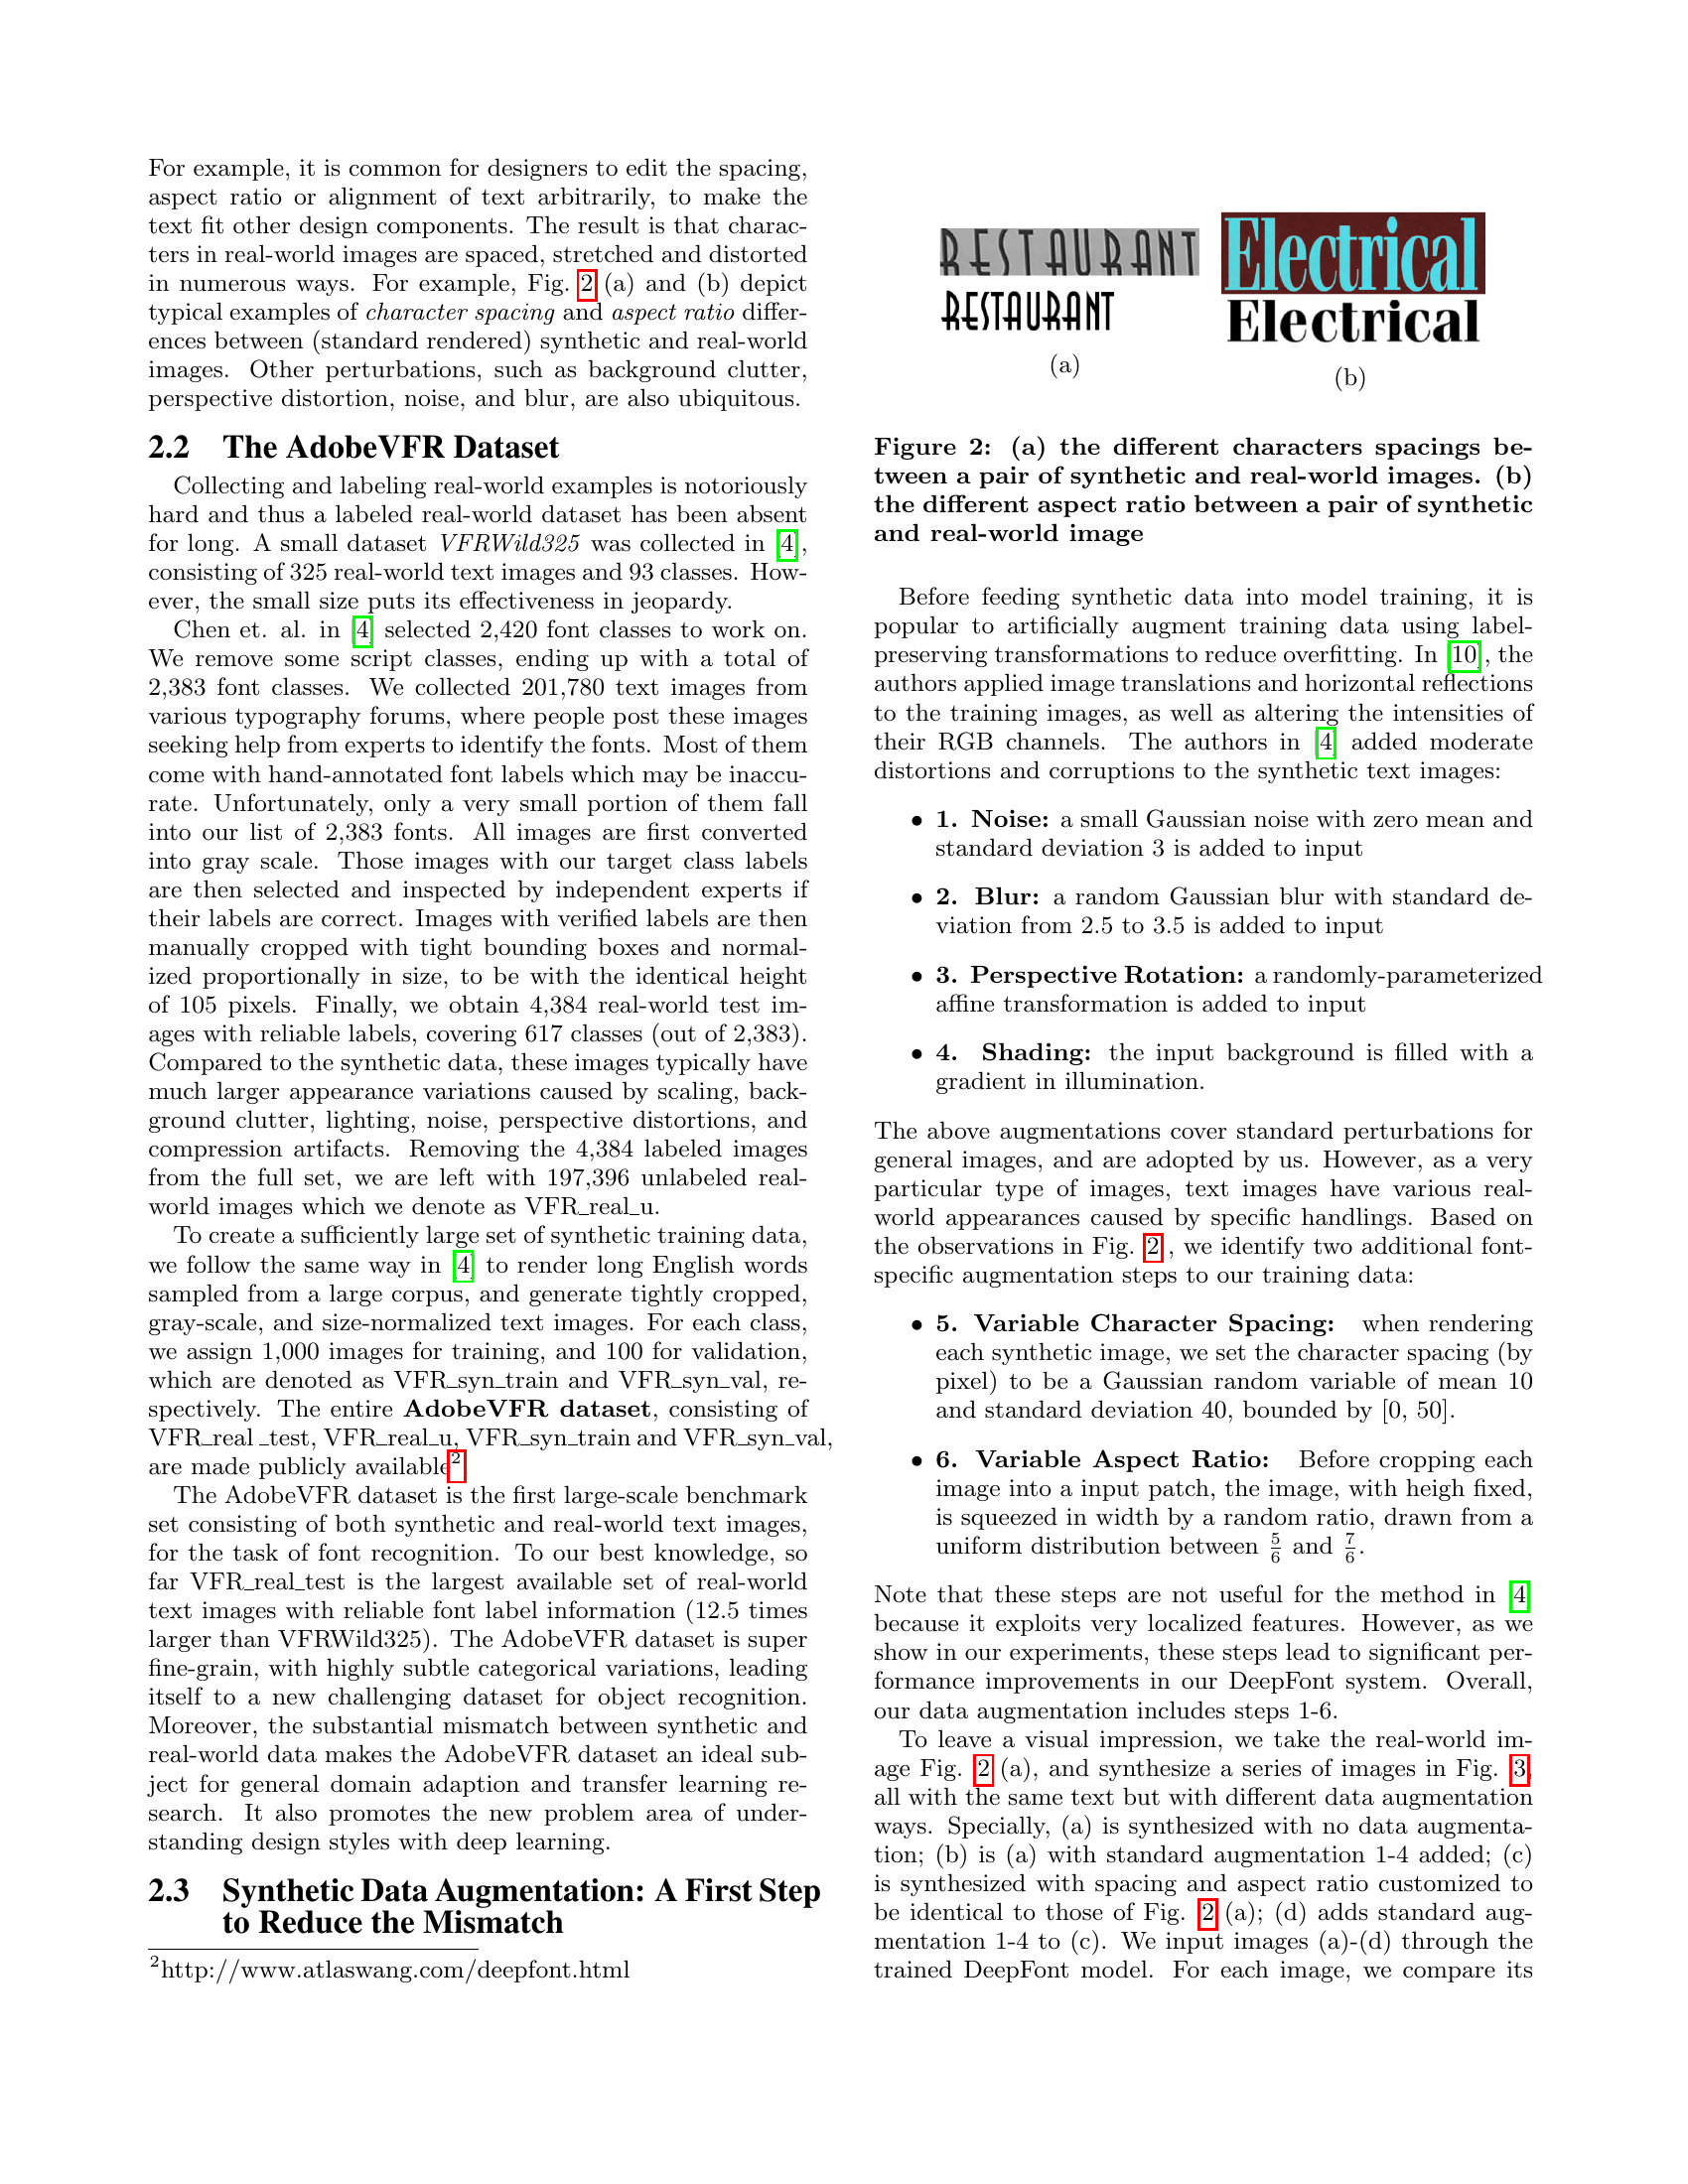 For example, it is common for designers to edit the spacing,
aspect ratio or alignment of text arbitrarily, to make the
text fit other design components. The result is that charac-
ters in real-world images are spaced, stretched and distorted
in numerous ways. For example, Fig. 2 (a) and (b) depict
typical examples of character spacing and aspect ratio differ-
ences between (standard rendered) synthetic and real-world
images. Other perturbations, such as background clutter,
perspective distortion, noise, and blur, are also ubiquitous.
2.2 The AdobeVFR Dataset
Collecting and labeling real-world examples is notoriously
hard and thus a labeled real-world dataset has been absent
for long. A small dataset VFRWild325 was collected in [4],
consisting of 325 real-world text images and 93 classes. How-
ever, the small size puts its effectiveness in jeopardy.
Chen et. al. in [4] selected 2,420 font classes to work on.
We remove some script classes, ending up with a total of
2,383 font classes. We collected 201,780 text images from
various typography forums, where people post these images
seeking help from experts to identify the fonts. Most of them
come with hand-annotated font labels which may be inaccu-
rate. Unfortunately, only a very small portion of them fall
into our list of 2,383 fonts. All images are first converted
into gray scale. Those images with our target class labels
are then selected and inspected by independent experts if
their labels are correct. Images with verified labels are then
manually cropped with tight bounding boxes and normal-
ized proportionally in size, to be with the identical height
of 105 pixels. Finally, we obtain 4,384 real-world test im-
ages with reliable labels, covering 617 classes (out of 2,383).
Compared to the synthetic data, these images typically have
much larger appearance variations caused by scaling, back-
ground clutter, lighting, noise, perspective distortions, and
compression artifacts. Removing the 4,384 labeled images
from the full set, we are left with 197,396 unlabeled real-
world images which we denote as VFR_real_u.
To create a sufficiently large set of synthetic training data,
we follow the same way in [4] to render long English words
sampled from a large corpus, and generate tightly cropped,
gray-scale, and size-normalized text images. For each class,
we assign 1,000 images for training, and 100 for validation,
which are denoted as VFR_syn_train and VFR_syn_val, re-
spectively. The entire AdobeVFR dataset, consisting of
VFR_real _test, VFR_real_u, VFR_syn_train and VFR_syn_val,
are made publicly available2.
The AdobeVFR dataset is the first large-scale benchmark
set consisting of both synthetic and real-world text images,
for the task of font recognition. To our best knowledge, so
far VFR_real_test is the largest available set of real-world
text images with reliable font label information (12.5 times
larger than VFRWild325). The AdobeVFR dataset is super
fine-grain, with highly subtle categorical variations, leading
itself to a new challenging dataset for object recognition.
Moreover, the substantial mismatch between synthetic and
real-world data makes the AdobeVFR dataset an ideal sub-
ject for general domain adaption and transfer learning re-
search. It also promotes the new problem area of under-
standing design styles with deep learning.
2.3 Synthetic Data Augmentation: A First Step
to Reduce the Mismatch
2http://www.atlaswang.com/deepfont.html
RESTAURANT
RESTAURANT
(a)
Electrical
Electrical
(b)
Figure 2: (a) the different characters spacings be-
tween a pair of synthetic and real-world images. (b)
the different aspect ratio between a pair of synthetic
and real-world image
Before feeding synthetic data into model training, it is
popular to artificially augment training data using label-
preserving transformations to reduce overfitting. In [10], the
authors applied image translations and horizontal reflections
to the training images, as well as altering the intensities of
their RGB channels. The authors in [4] added moderate
distortions and corruptions to the synthetic text images:
• 1. Noise: a small Gaussian noise with zero mean and
standard deviation 3 is added to input
• 2. Blur: a random Gaussian blur with standard de-
viation from 2.5 to 3.5 is added to input
• 3. Perspective Rotation: a randomly-parameterized
affine transformation is added to input
• 4. Shading: the input background is filled with a
gradient in illumination.
The above augmentations cover standard perturbations for
general images, and are adopted by us. However, as a very
particular type of images, text images have various real-
world appearances caused by specific handlings. Based on
the observations in Fig. 2 , we identify two additional font-
specific augmentation steps to our training data:
• 5. Variable Character Spacing: when rendering
each synthetic image, we set the character spacing (by
pixel) to be a Gaussian random variable of mean 10
and standard deviation 40, bounded by [0, 50].
• 6. Variable Aspect Ratio: Before cropping each
image into a input patch, the image, with heigh fixed,
is squeezed in width by a random ratio, drawn from a
uniform distribution between 5/6 and 7/6.
Note that these steps are not useful for the method in [4]
because it exploits very localized features. However, as we
show in our experiments, these steps lead to significant per-
formance improvements in our DeepFont system. Overall,
our data augmentation includes steps 1-6.
To leave a visual impression, we take the real-world im-
age Fig. 2 (a), and synthesize a series of images in Fig. 3,
all with the same text but with different data augmentation
ways. Specially, (a) is synthesized with no data augmenta-
tion; (b) is (a) with standard augmentation 1-4 added; (c)
is synthesized with spacing and aspect ratio customized to
be identical to those of Fig. 2 (a); (d) adds standard aug-
mentation 1-4 to (c). We input images (a)-(d) through the
trained DeepFont model. For each image, we compare its